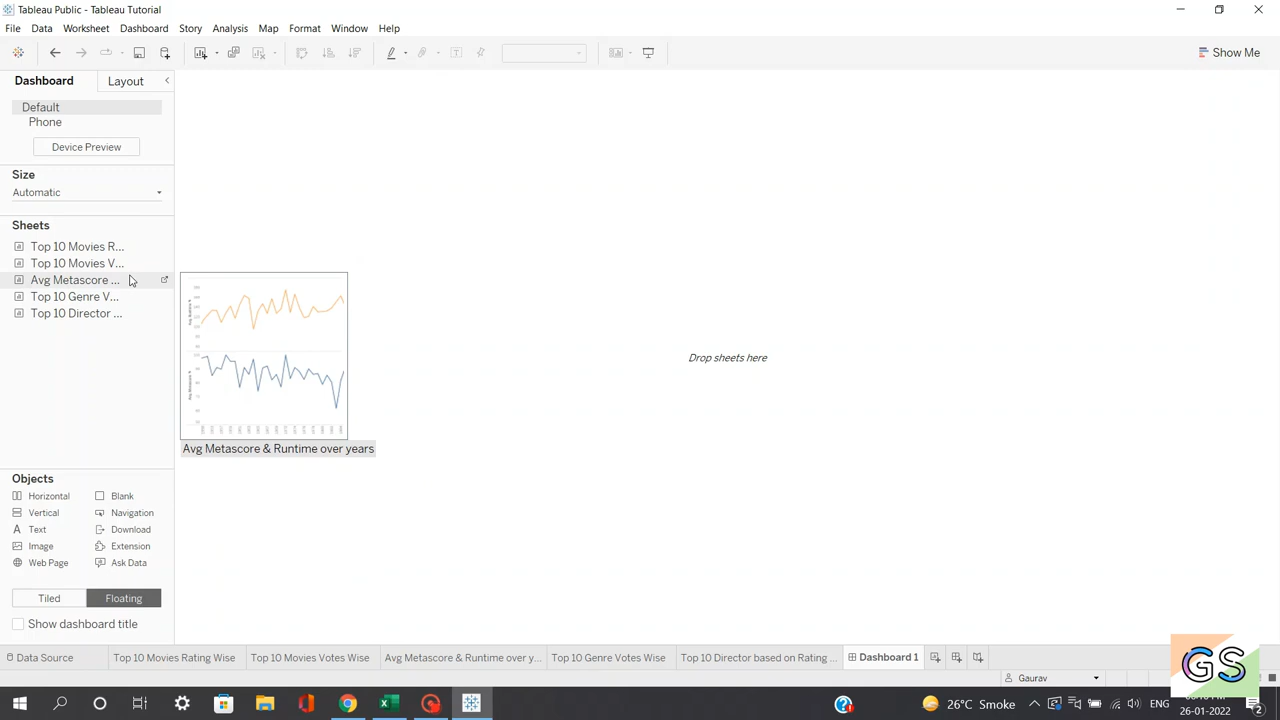 Tableau Public - Tableau Tutorial
File Data Worksheet Dashboard Story Analysis Map Format Window Help
Show Me
Dashboard Layout
Default
Phone
Device Preview
Size
Automatic
Sheets
Top 10 Movies R...
Top 10 Movies V...
Avg Metascore ...
Top 10 Genre V...
Top 10 Director ...
Avg Metascore & Runtime over years
Drop sheets here
Objects
Horizontal Blank
Vertical Navigation
Text Download
Image Extension
Web Page Ask Data
Tiled Floating
Show dashboard title
Data Source Top 10 Movies Rating Wise Top 10 Movies Votes Wise Avg Metascore & Runtime over y... Top 10 Genre Votes Wise Top 10 Director based on Rating ... Dashboard 1
Gaurav
GS
26°C Smoke ENG
26-01-2022
2